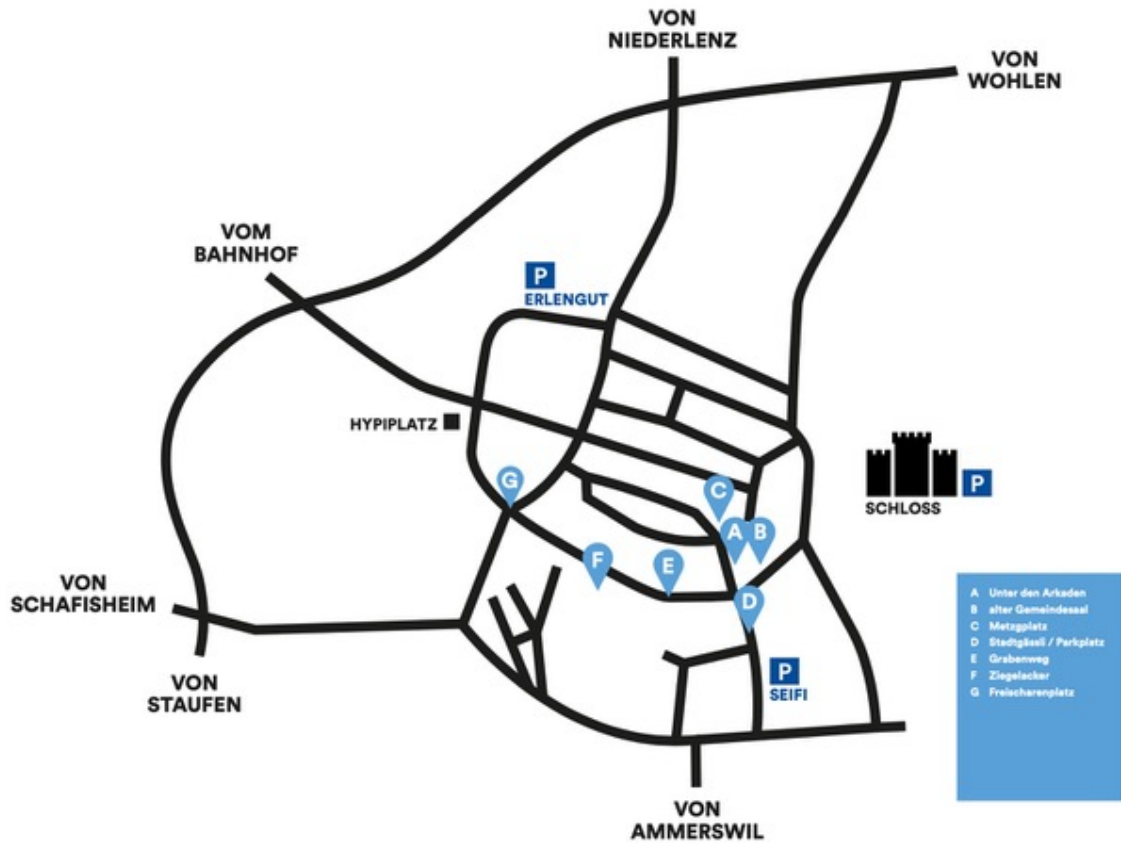 VON
NIEDERLENZ
VON
WOHLEN
VOM
BAHNHOF
P
ERLENGUT
HYPIPLATZ
G
C
A
B
F
E
D
SCHLOSS
P
VON
SCHAFISHEIM
VON
STAUFEN
P
SEIFI
VON
AMMERSWIL
A Unter den Arkaden
B alter Gemeindesaal
C Metzgplatz
D Stadtgässli / Parkplatz
E Grabenweg
F Ziegelacker
G Freischarenplatz